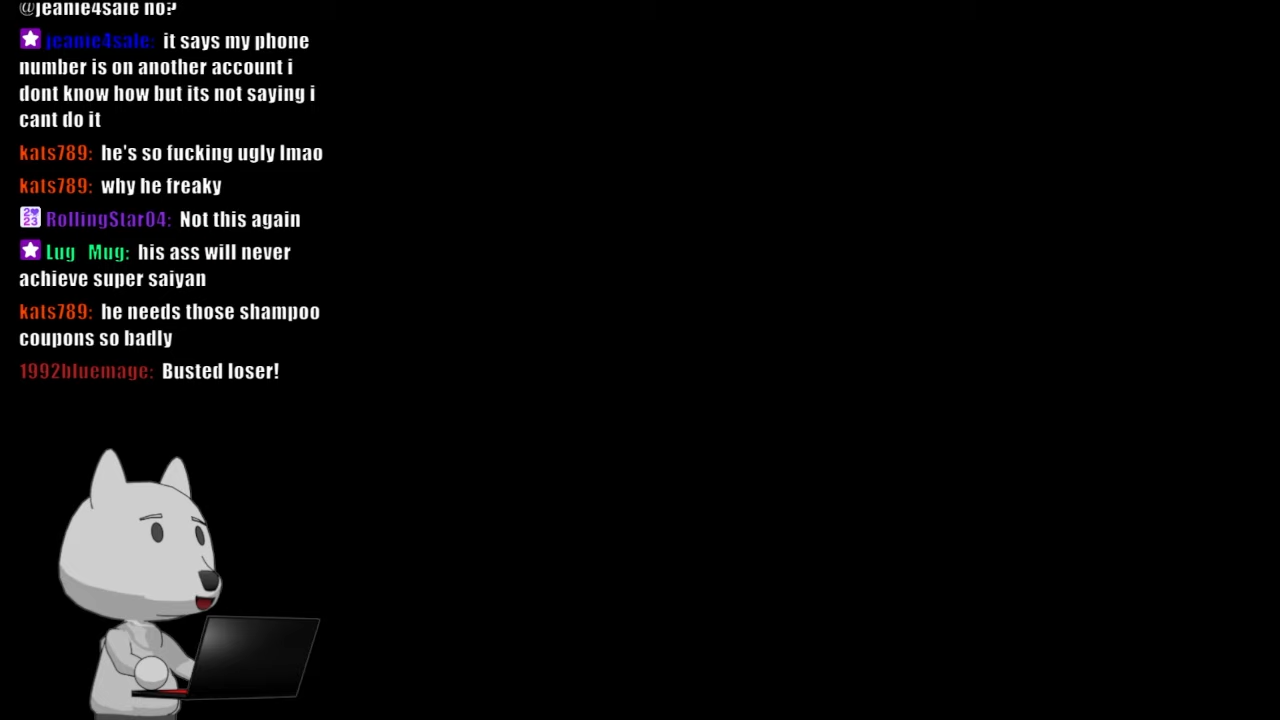 @jeanie4sale no?
jeanie4sale: it says my phone
number is on another account i
dont know how but its not saying i
cant do it
kats789: he's so fucking ugly lmao
kats789: why he freaky
2023 RollingStar04: Not this again
Lug_Mug: his ass will never
achieve super saiyan
kats789: he needs those shampoo
coupons so badly
1992bluemage: Busted loser!